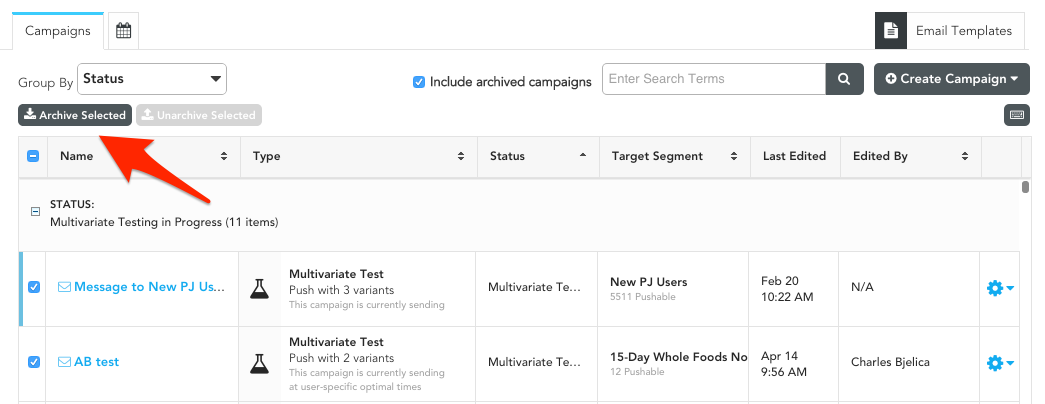 Campaigns
Email Templates
Group By Status
Include archived campaigns
Enter Search Terms
Create Campaign
Archive Selected
Unarchive Selected
Name
Type
Status
Target Segment
Last Edited
Edited By
STATUS:
Multivariate Testing in Progress (11 items)
Message to New PJ Us...
Multivariate Test
Push with 3 variants
This campaign is currently sending
Multivariate Te...
New PJ Users
5511 Pushable
Feb 20
10:22 AM
N/A
AB test
Multivariate Test
Push with 2 variants
This campaign is currently sending
at user-specific optimal times
Multivariate Te...
15-Day Whole Foods No
12 Pushable
Apr 14
9:56 AM
Charles Bjelica